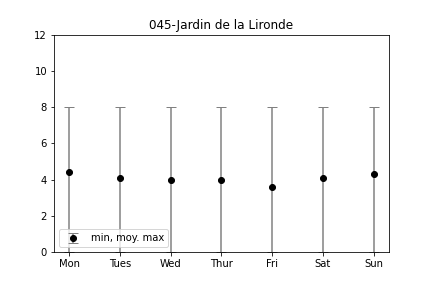 045-Jardin de la Lironde
12
10
8
6
4
2
0
min, moy. max
Mon Tues Wed Thur Fri Sat Sun